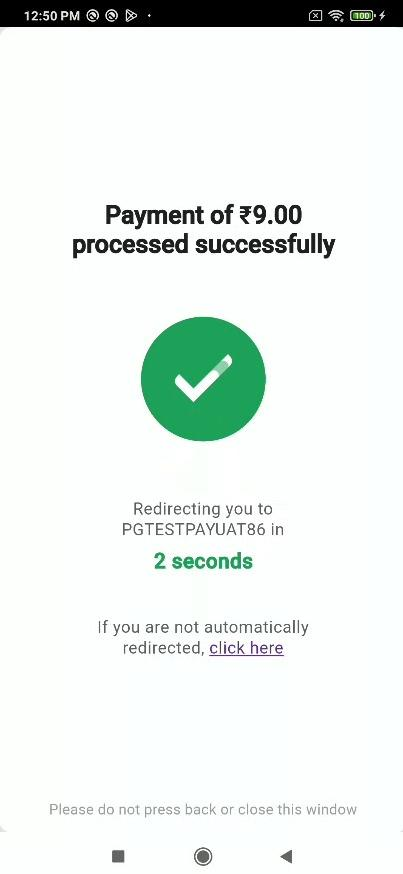 12:50 PM
100
Payment of ₹9.00
processed successfully
Redirecting you to
PGTESTPAYUAT86 in
2 seconds
If you are not automatically
redirected, click here
Please do not press back or close this window